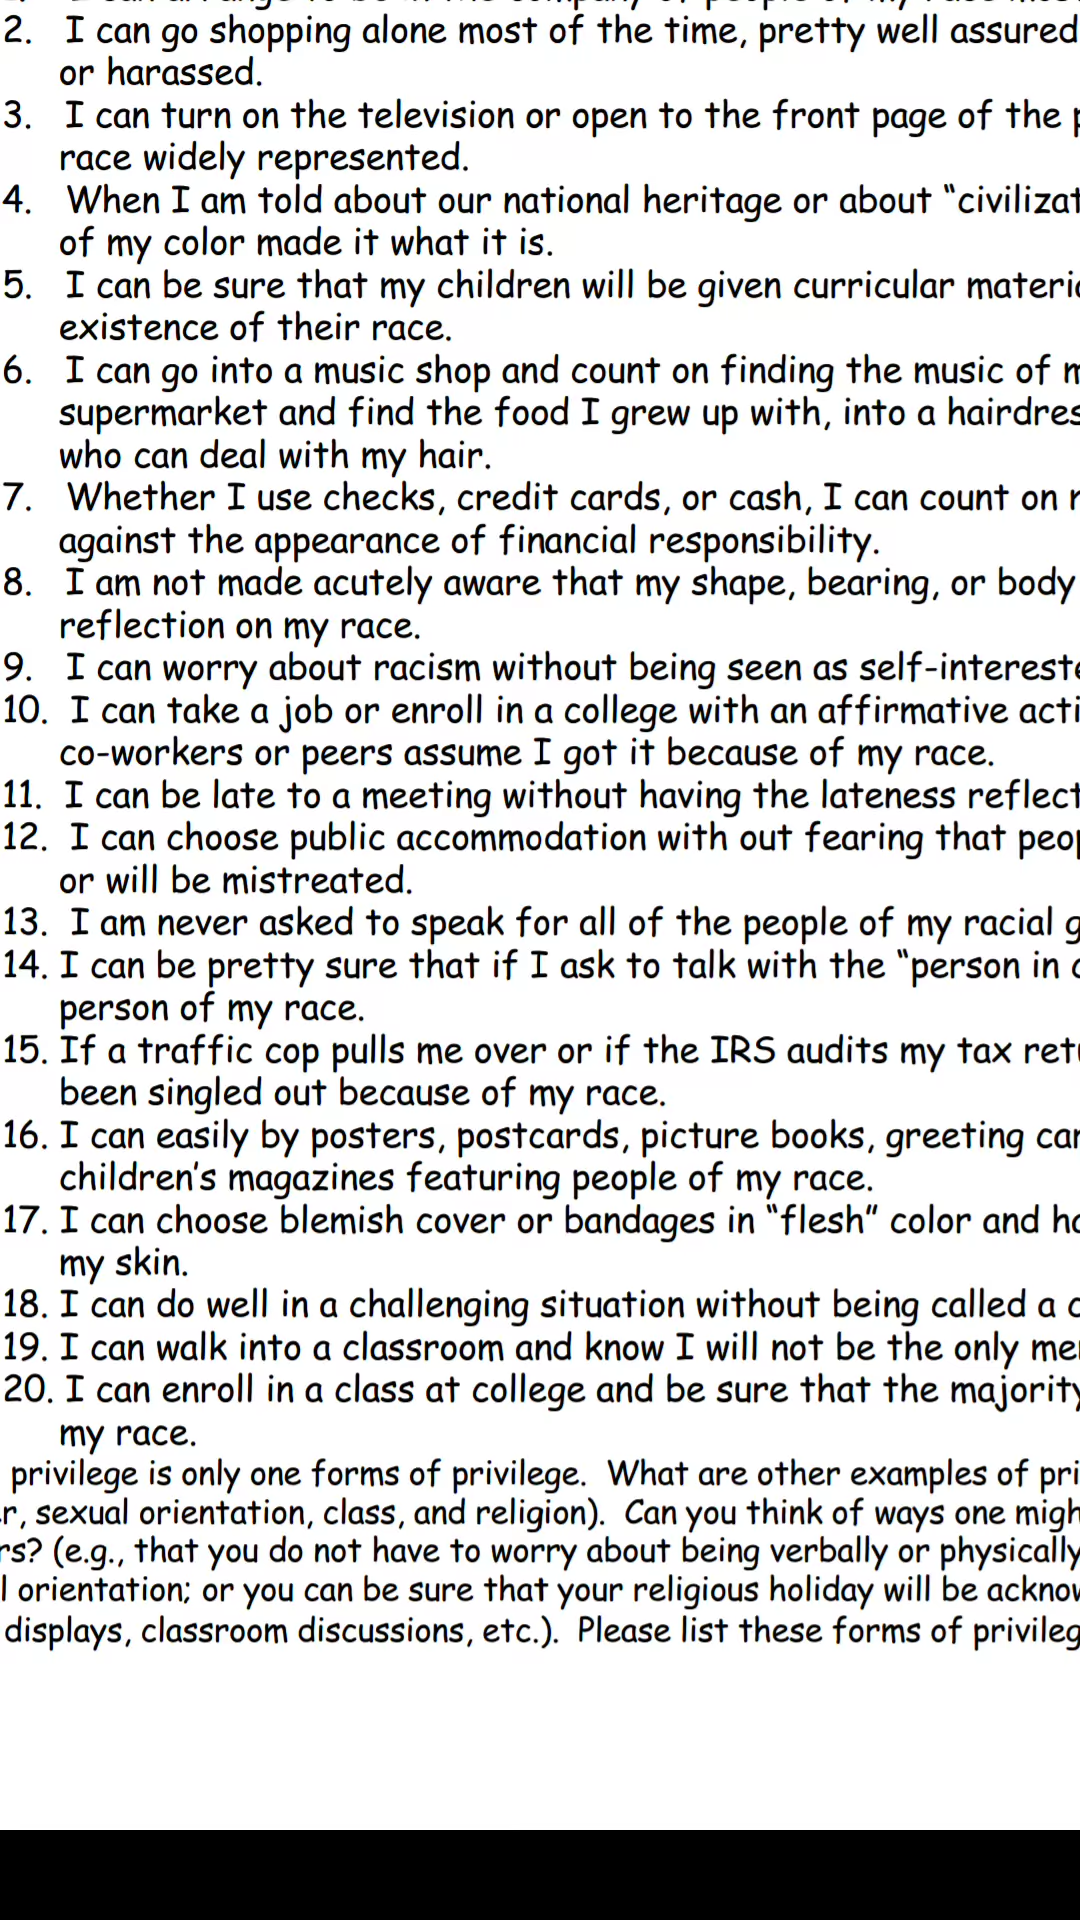 2. I can go shopping alone most of the time, pretty well assured
or harassed.
3. I can turn on the television or open to the front page of the
race widely represented.
4. When I am told about our national heritage or about “civilizat
of my color made it what it is.
5. I can be sure that my children will be given curricular materia
existence of their race.
6. I can go into a music shop and count on finding the music of m
supermarket and find the food I grew up with, into a hairdres
who can deal with my hair.
7. Whether I use checks, credit cards, or cash, I can count on n
against the appearance of financial responsibility.
8. I am not made acutely aware that my shape, bearing, or body
reflection on my race.
9. I can worry about racism without being seen as self-intereste
10. I can take a job or enroll in a college with an affirmative acti
co-workers or peers assume I got it because of my race.
11. I can be late to a meeting without having the lateness reflect
12. I can choose public accommodation with out fearing that peop
or will be mistreated.
13. I am never asked to speak for all of the people of my racial g
14. I can be pretty sure that if I ask to talk with the “person in c
person of my race.
15. If a traffic cop pulls me over or if the IRS audits my tax retu
been singled out because of my race.
16. I can easily by posters, postcards, picture books, greeting car
children’s magazines featuring people of my race.
17. I can choose blemish cover or bandages in “flesh” color and ha
my skin.
18. I can do well in a challenging situation without being called a c
19. I can walk into a classroom and know I will not be the only me
20. I can enroll in a class at college and be sure that the majority
my race.
privilege is only one forms of privilege. What are other examples of pri
r, sexual orientation, class, and religion). Can you think of ways one migh
rs? (e.g., that you do not have to worry about being verbally or physically
l orientation; or you can be sure that your religious holiday will be acknow
displays, classroom discussions, etc.). Please list these forms of privileg